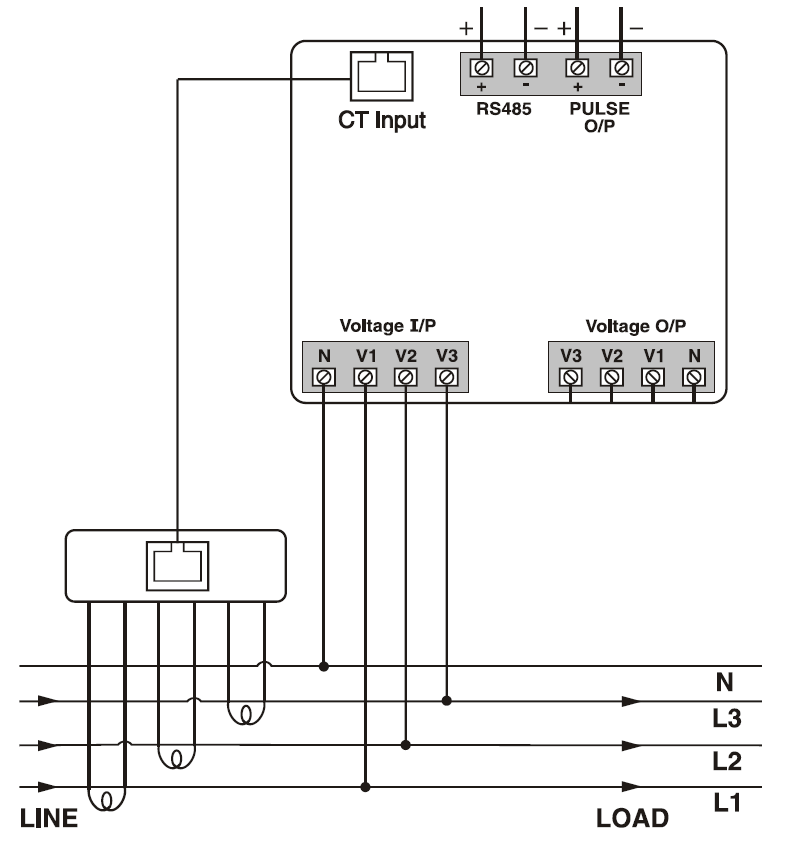 + − + −
+ - + -
RS485 PULSE
O/P
CT Input
Voltage I/P Voltage O/P
N V1 V2 V3 V3 V2 V1 N
N
L3
L2
L1
LINE LOAD